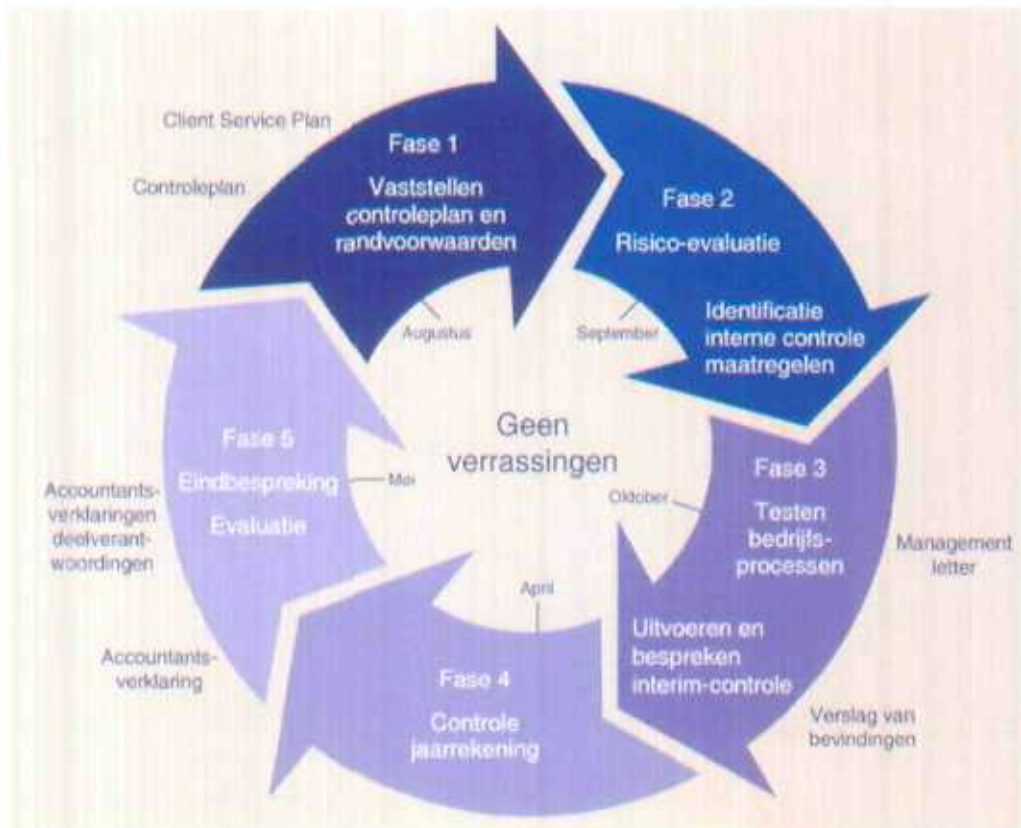 Client Service Plan
Controleplan
Fase 1
Vaststellen
controleplan en
randvoorwaarden
Augustus
Fase 2
Risico-evaluatie
Identificatie
interne controle
maatregelen
September
Fase 3
Testen
bedrijfs-
processen
Uitvoeren en
bespreken
interim-controle
Oktober
Management
letter
Verslag van
bevindingen
Fase 4
Controle
jaarrekening
April
Accountants-
verklaring
Fase 5
Eindbespreking
Evaluatie
Mei
Accountants-
verklaringen
deelverant-
woordingen
Geen
verrassingen